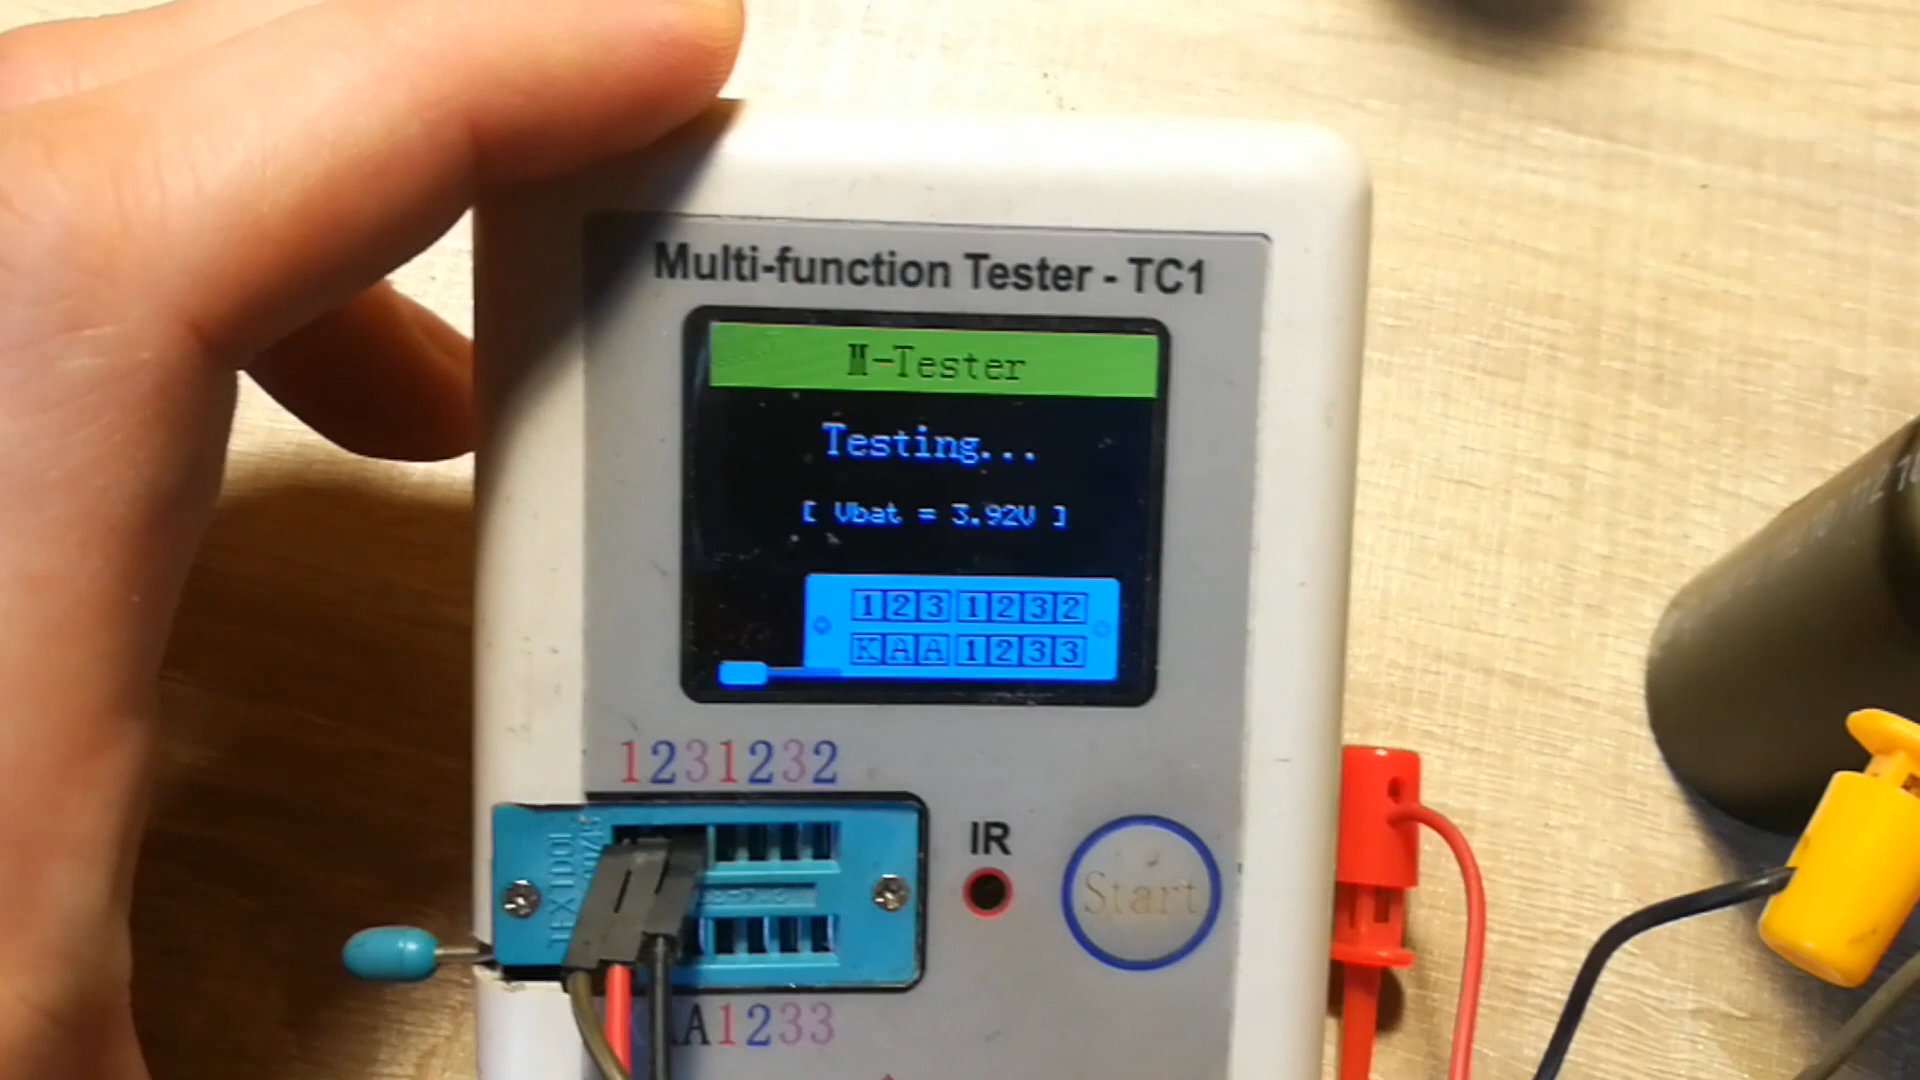 Multi-function Tester - TC1
M-Tester
Testing...
[ Vbat = 3.92V ]
1231232
KAA1233
1231232
IR
Start
A1233